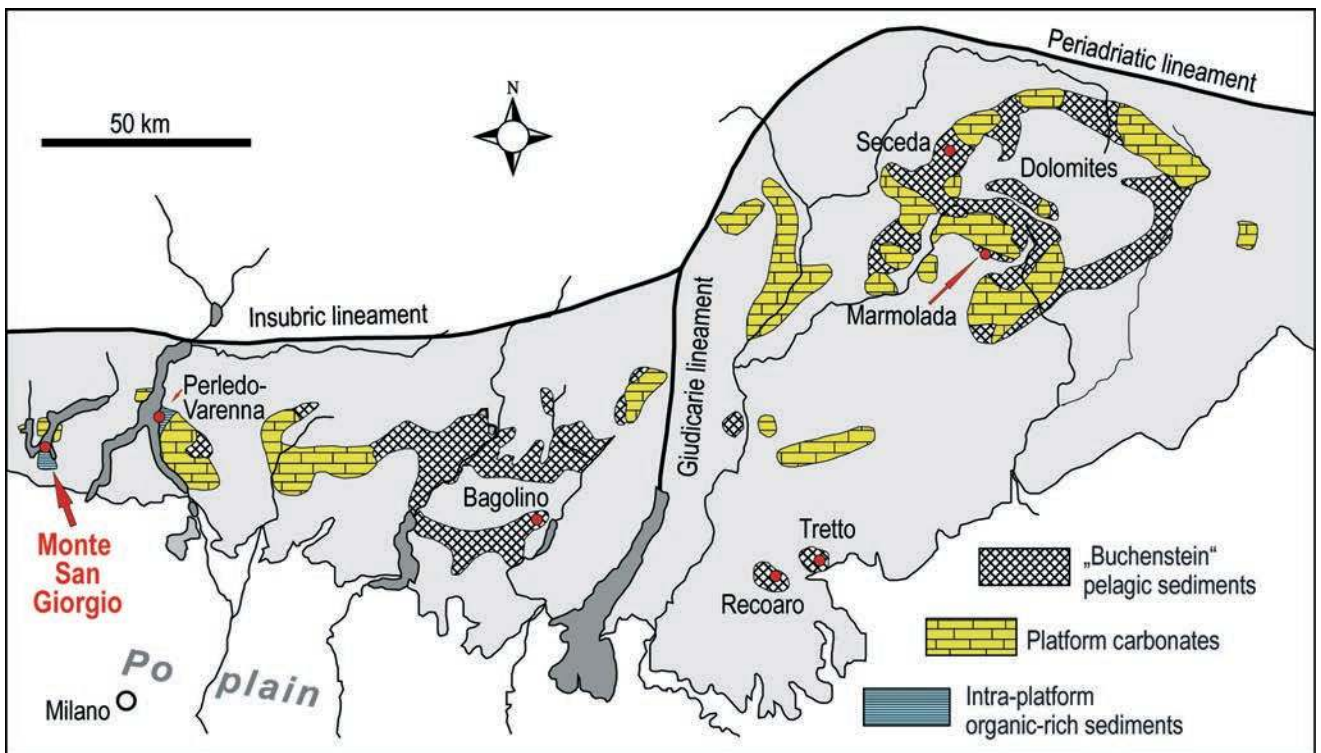 Periadriatic lineament
50 km
N
Seceda
Dolomites
Insubric lineament
Marmolada
Giudicarie lineament
Perledo-
Varenna
Bagolino
Monte
San
Giorgio
Tretto
Recoaro
„Buchenstein“
pelagic sediments
Platform carbonates
Intra-platform
organic-rich sediments
Po plain
Milano